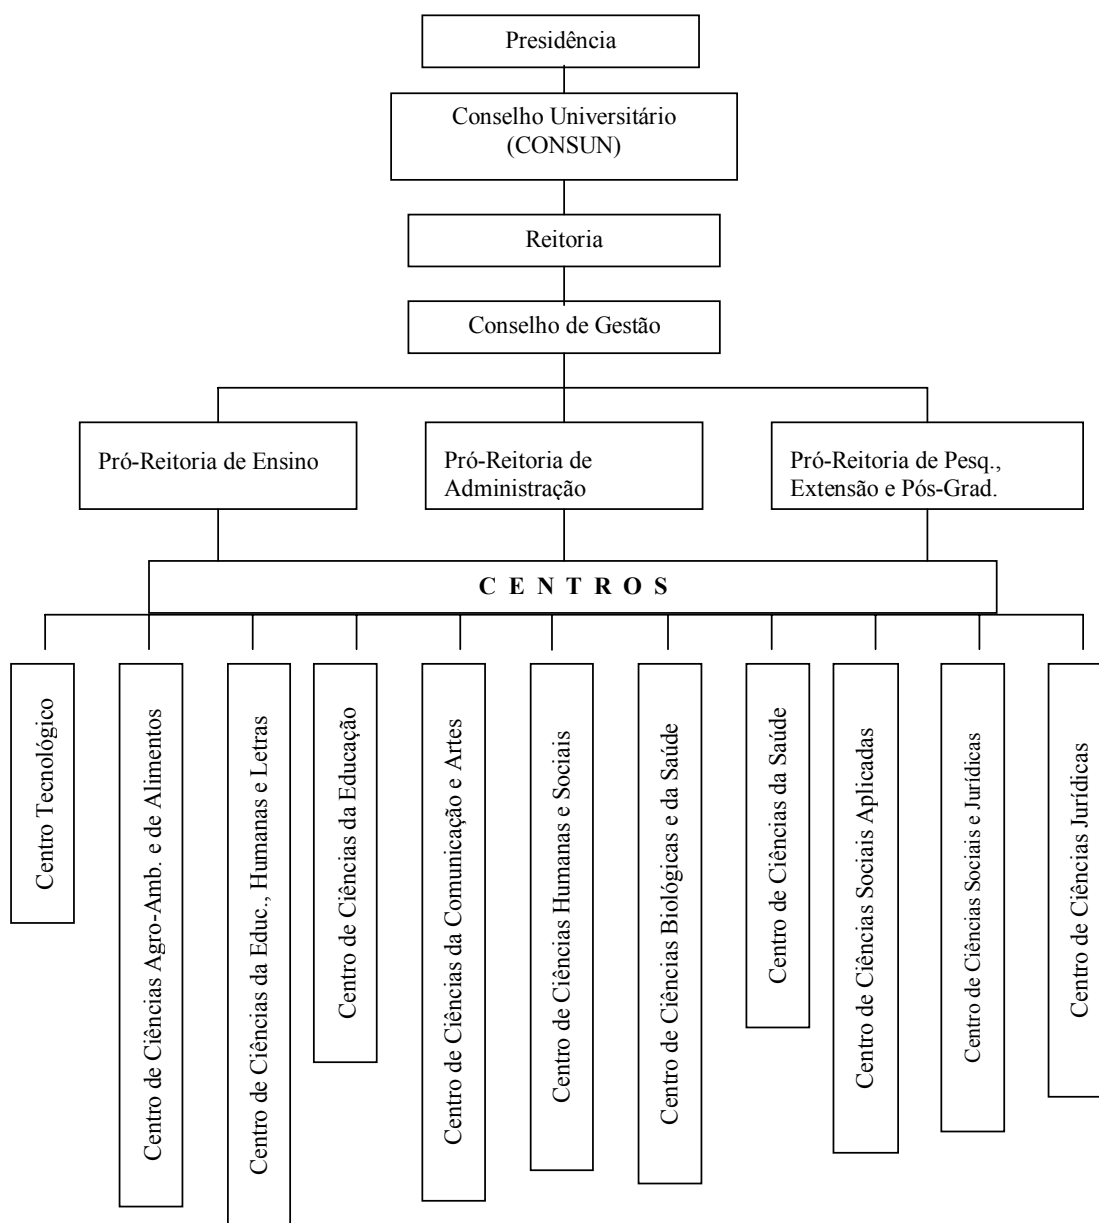 Presidência
Conselho Universitário
(CONSUN)
Reitoria
Conselho de Gestão
Pró-Reitoria de Ensino
Pró-Reitoria de
Administração
Pró-Reitoria de Pesq.,
Extensão e Pós-Grad.
C E N T R O S
Centro Tecnológico
Centro de Ciências Agro-Amb. e de Alimentos
Centro de Ciências da Educ., Humanas e Letras
Centro de Ciências da Educação
Centro de Ciências da Comunicação e Artes
Centro de Ciências Humanas e Sociais
Centro de Ciências Biológicas e da Saúde
Centro de Ciências da Saúde
Centro de Ciências Sociais Aplicadas
Centro de Ciências Sociais e Jurídicas
Centro de Ciências Jurídicas